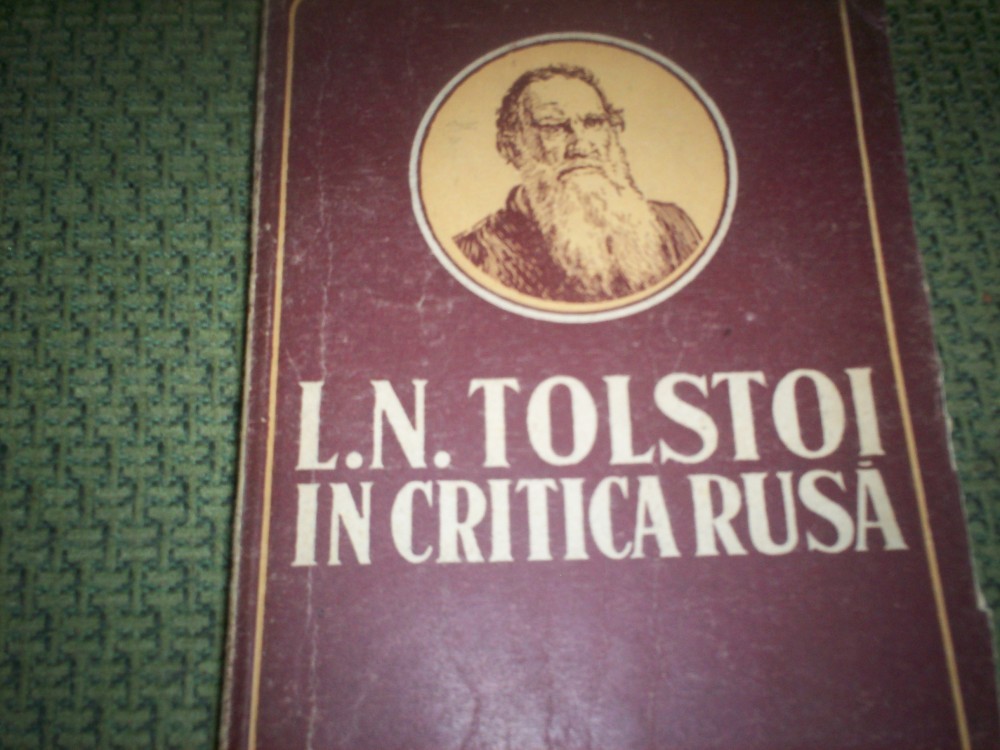 L.N. TOLSTOI
IN CRITICA RUSĂ